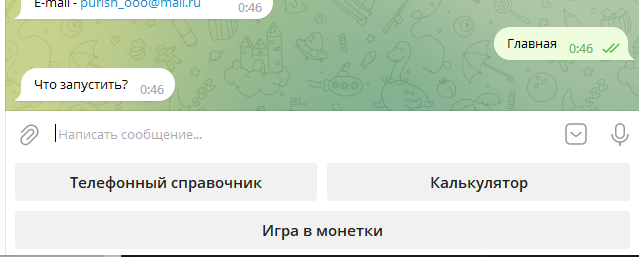 E-mail - purish_ooo@mail.ru
0:46
Главная 0:46
Что запустить? 0:46
Написать сообщение...
Телефонный справочник
Калькулятор
Игра в монетки